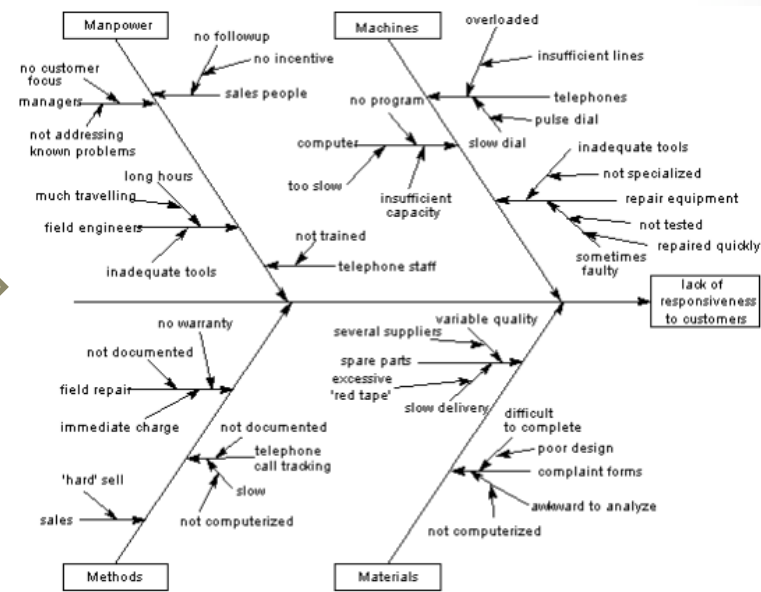 Manpower
no followup
no incentive
sales people
no customer
focus
managers
not addressing
known problems
long hours
much travelling
field engineers
inadequate tools
not trained
telephone staff
Machines
overloaded
insufficient lines
telephones
pulse dial
slow dial
no program
computer
too slow
insufficient
capacity
inadequate tools
not specialized
repair equipment
not tested
repaired quickly
sometimes
faulty
lack of
responsiveness
to customers
no warranty
not documented
field repair
immediate charge
not documented
telephone
call tracking
slow
not computerized
'hard' sell
sales
Methods
variable quality
several suppliers
spare parts
excessive
'red tape'
slow delivery
difficult
to complete
poor design
complaint forms
awkward to analyze
not computerized
Materials